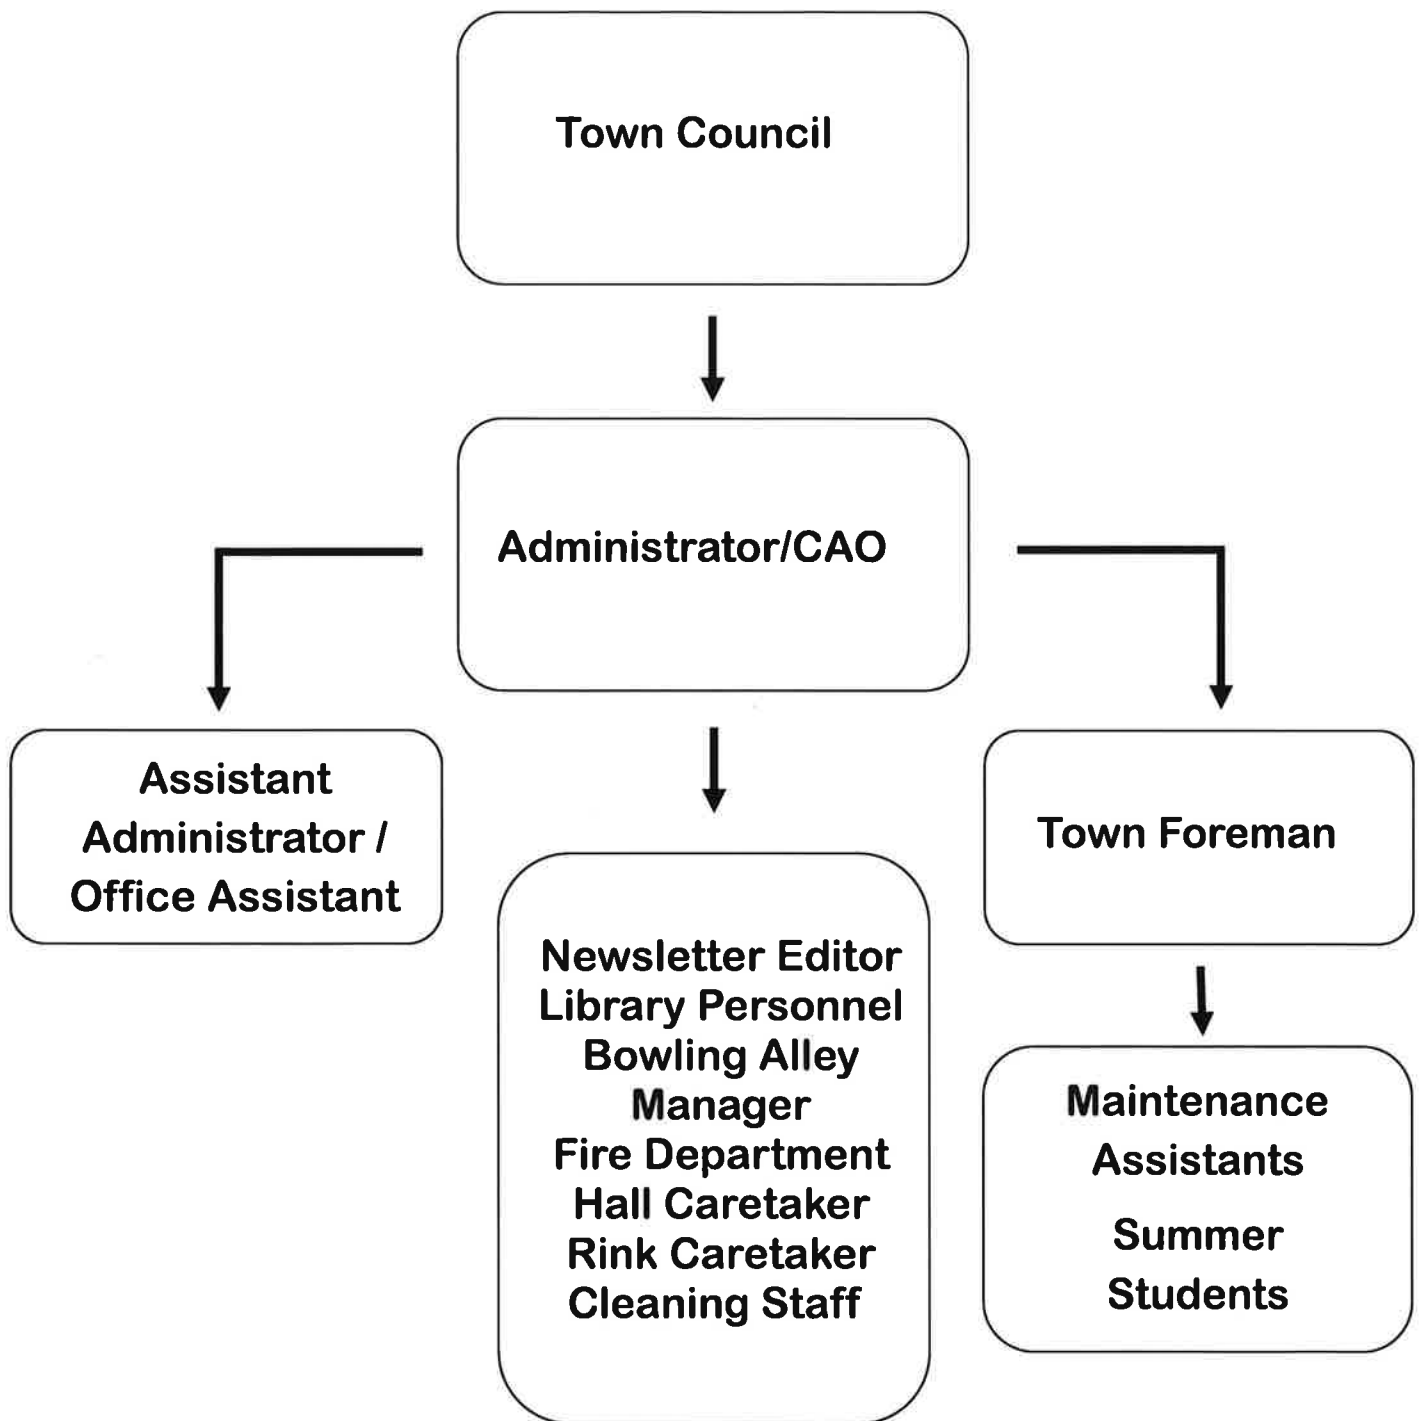 Town Council
Administrator/CAO
Assistant
Administrator /
Office Assistant
Newsletter Editor
Library Personnel
Bowling Alley
Manager
Fire Department
Hall Caretaker
Rink Caretaker
Cleaning Staff
Town Foreman
Maintenance
Assistants
Summer
Students